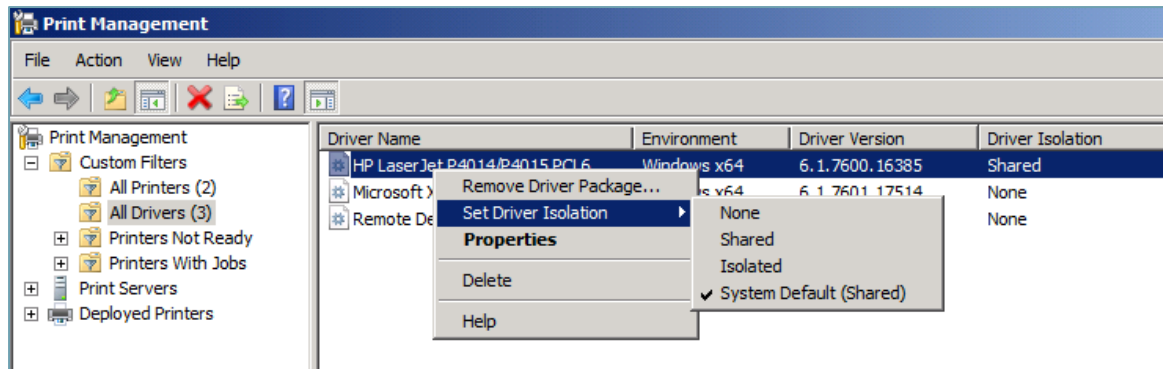 Print Management
File Action View Help
Print Management
Custom Filters
All Printers (2)
All Drivers (3)
Printers Not Ready
Printers With Jobs
Print Servers
Deployed Printers
Driver Name Environment Driver Version Driver Isolation
HP LaserJet P4014/P4015 PCL6 Windows x64 6.1.7600.16385 Shared
Microsoft X x64 6.1.7601.17514 None
Remote De None
Remove Driver Package...
Set Driver Isolation
Properties
Delete
Help
None
Shared
Isolated
System Default (Shared)